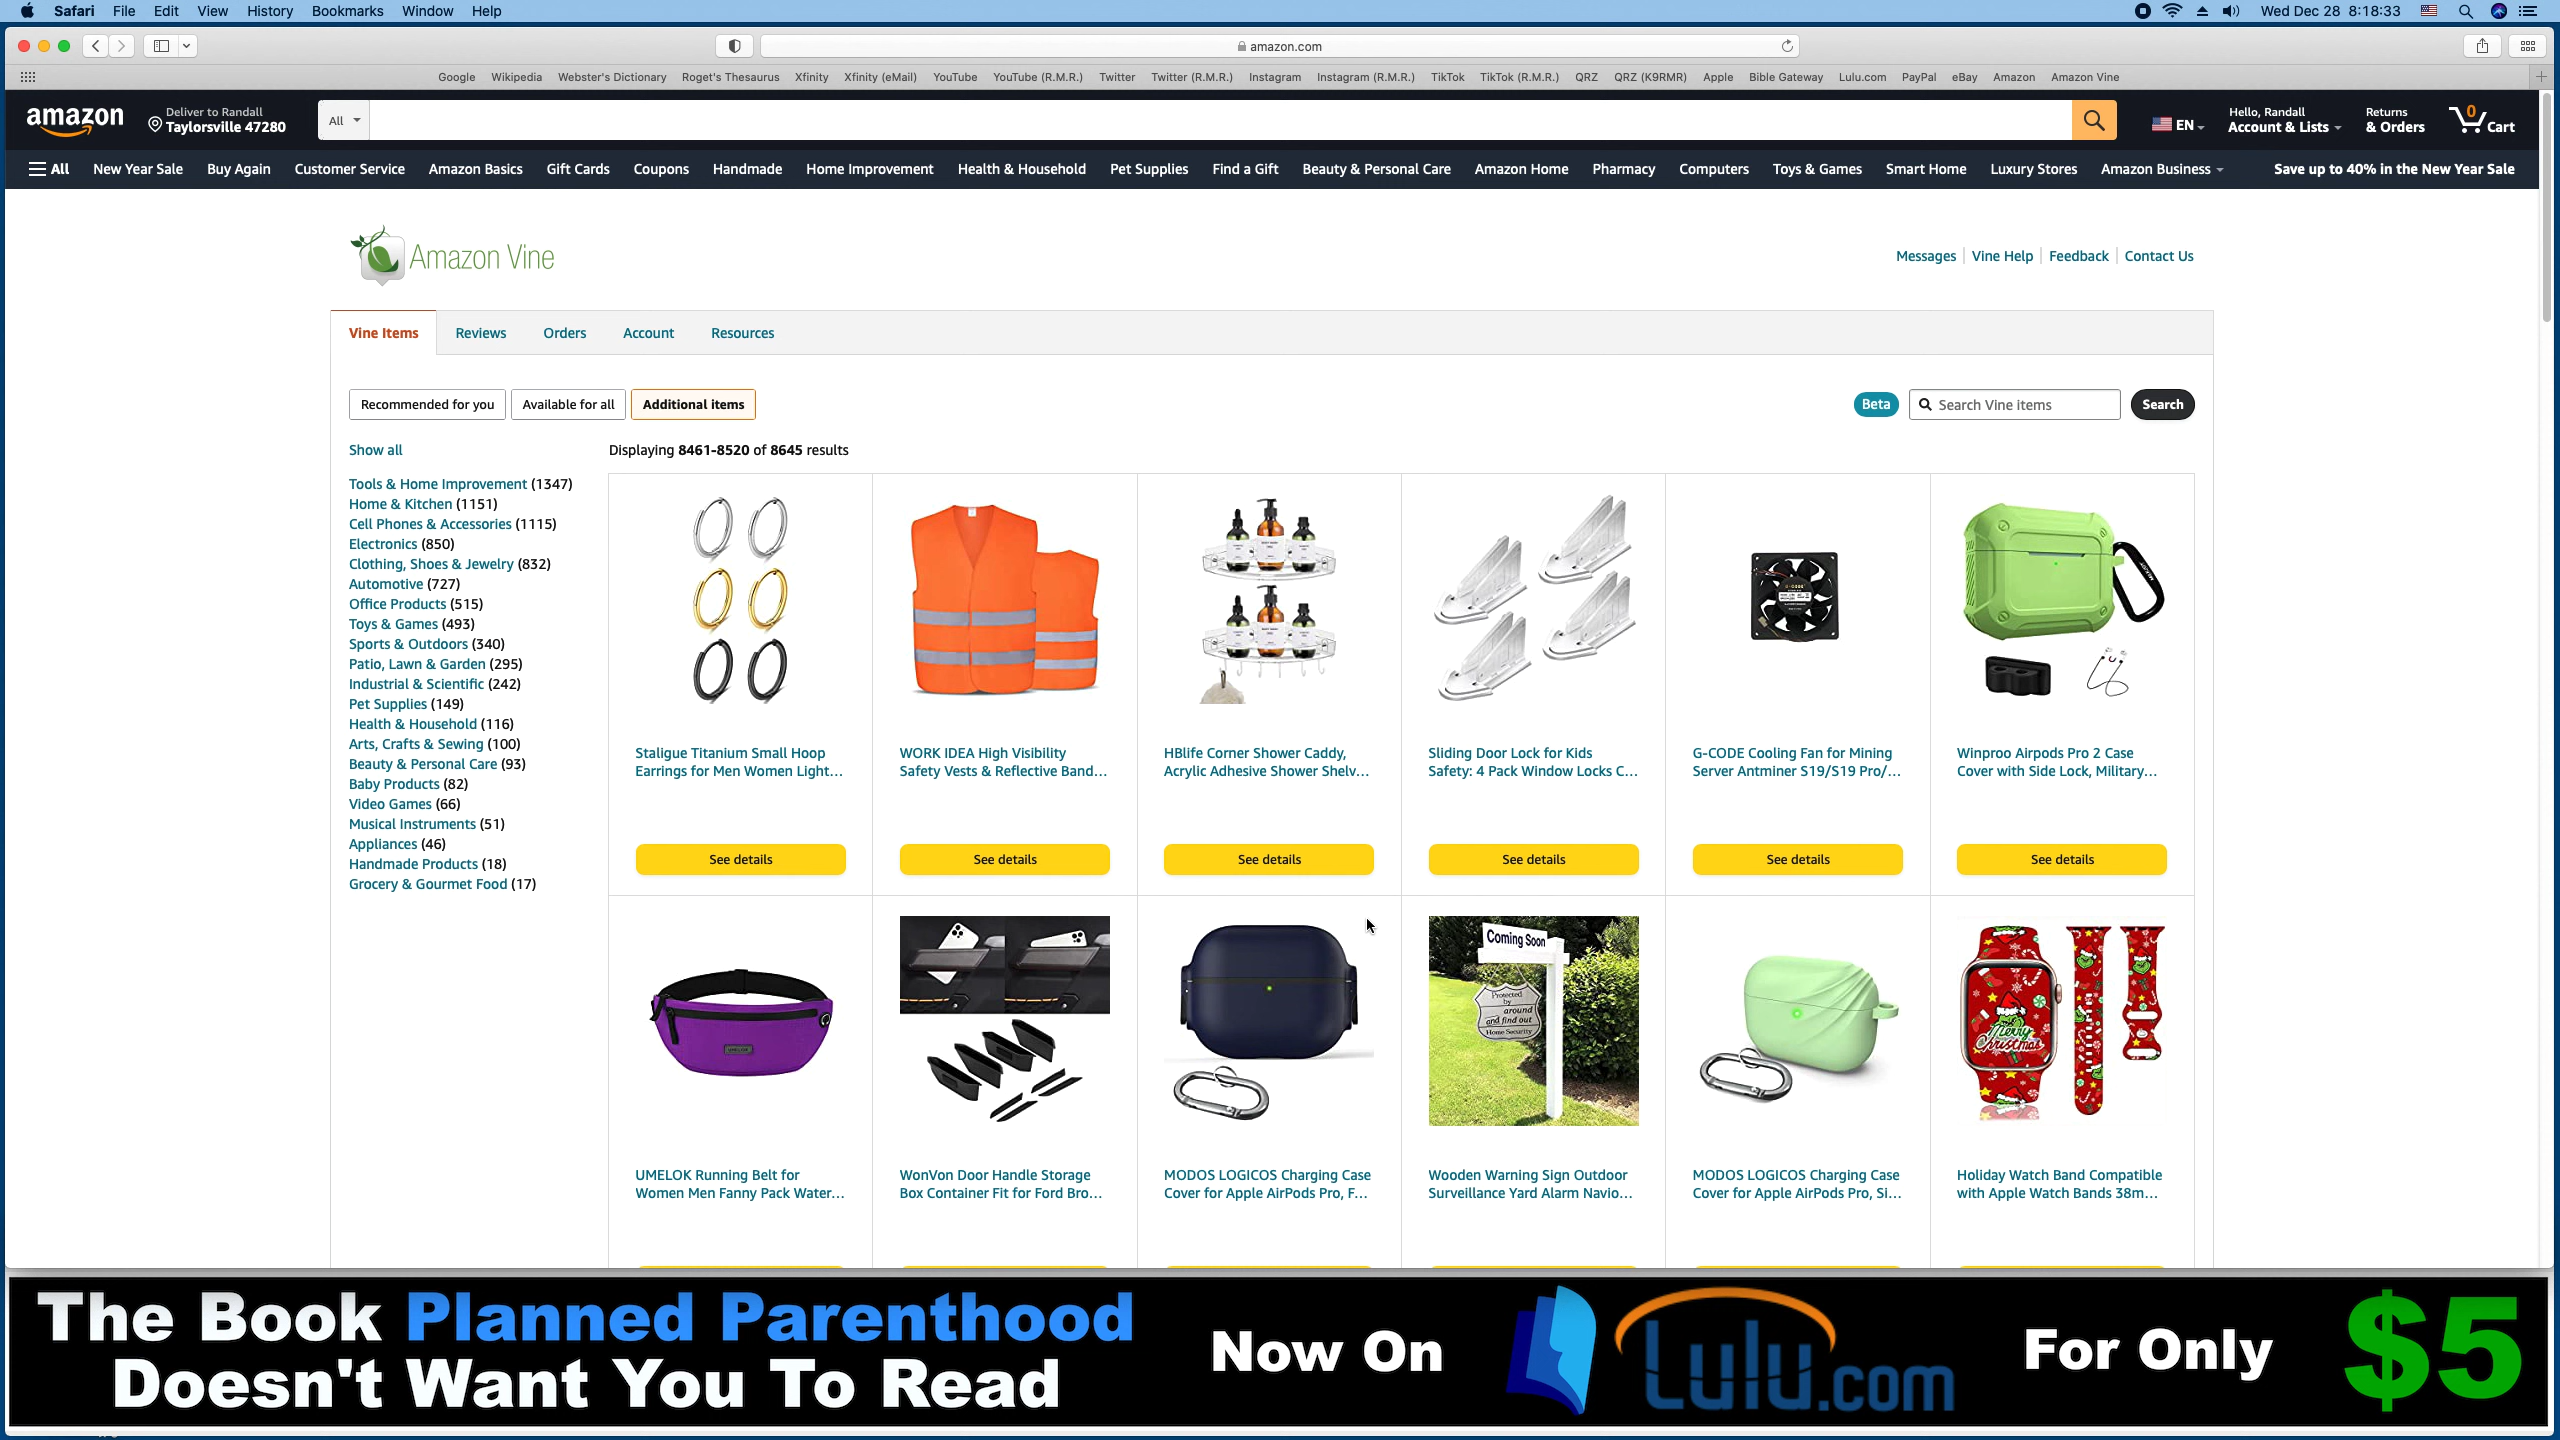 Safari File Edit View History Bookmarks Window Help
Wed Dec 28 8:18:33
amazon.com
Google Wikipedia Webster's Dictionary Roget's Thesaurus Xfinity Xfinity (eMail) YouTube YouTube (R.M.R.) Twitter Twitter (R.M.R.) Instagram Instagram (R.M.R.) TikTok TikTok (R.M.R.) QRZ QRZ (K9RMR) Apple Bible Gateway Lulu.com PayPal eBay Amazon Amazon Vine
amazon
Deliver to Randall
Taylorsville 47280
All
EN
Hello, Randall
Account & Lists
Returns
& Orders
0
Cart
All New Year Sale Buy Again Customer Service Amazon Basics Gift Cards Coupons Handmade Home Improvement Health & Household Pet Supplies Find a Gift Beauty & Personal Care Amazon Home Pharmacy Computers Toys & Games Smart Home Luxury Stores Amazon Business Save up to 40% in the New Year Sale
Amazon Vine
Messages Vine Help Feedback Contact Us
Vine Items Reviews Orders Account Resources
Recommended for you Available for all Additional items
Beta Search Vine items Search
Show all
Displaying 8461-8520 of 8645 results
Tools & Home Improvement (1347)
Home & Kitchen (1151)
Cell Phones & Accessories (1115)
Electronics (850)
Clothing, Shoes & Jewelry (832)
Automotive (727)
Office Products (515)
Toys & Games (493)
Sports & Outdoors (340)
Patio, Lawn & Garden (295)
Industrial & Scientific (242)
Pet Supplies (149)
Health & Household (116)
Arts, Crafts & Sewing (100)
Beauty & Personal Care (93)
Baby Products (82)
Video Games (66)
Musical Instruments (51)
Appliances (46)
Handmade Products (18)
Grocery & Gourmet Food (17)
Staligue Titanium Small Hoop
Earrings for Men Women Light...
WORK IDEA High Visibility
Safety Vests & Reflective Band...
HBlife Corner Shower Caddy,
Acrylic Adhesive Shower Shelv...
Sliding Door Lock for Kids
Safety: 4 Pack Window Locks C...
G-CODE Cooling Fan for Mining
Server Antminer S19/S19 Pro/...
Winproo Airpods Pro 2 Case
Cover with Side Lock, Military...
See details See details See details See details See details See details
Coming Soon
Protected
by
around
and find out
Home Security
Merry
Christmas
UMELOK Running Belt for
Women Men Fanny Pack Water...
WonVon Door Handle Storage
Box Container Fit for Ford Bro...
MODOS LOGICOS Charging Case
Cover for Apple AirPods Pro, F...
Wooden Warning Sign Outdoor
Surveillance Yard Alarm Navio...
MODOS LOGICOS Charging Case
Cover for Apple AirPods Pro, Si...
Holiday Watch Band Compatible
with Apple Watch Bands 38m...
The Book Planned Parenthood
Doesn't Want You To Read
Now On
Lulu.com
For Only
$5